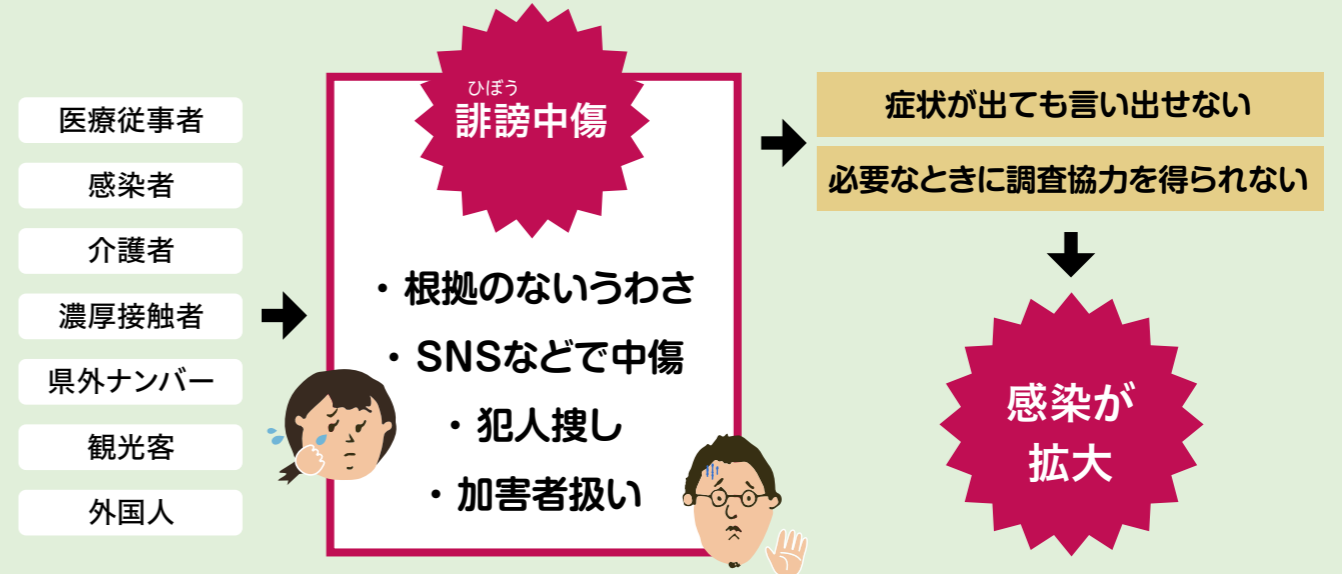 医療従事者
感染者
介護者
濃厚接触者
県外ナンバー
観光客
外国人
ひぼう
誹謗中傷
・根拠のないうわさ
・SNSなどで中傷
・犯人捜し
・加害者扱い
症状が出ても言い出せない
必要なときに調査協力を得られない
感染が
拡大